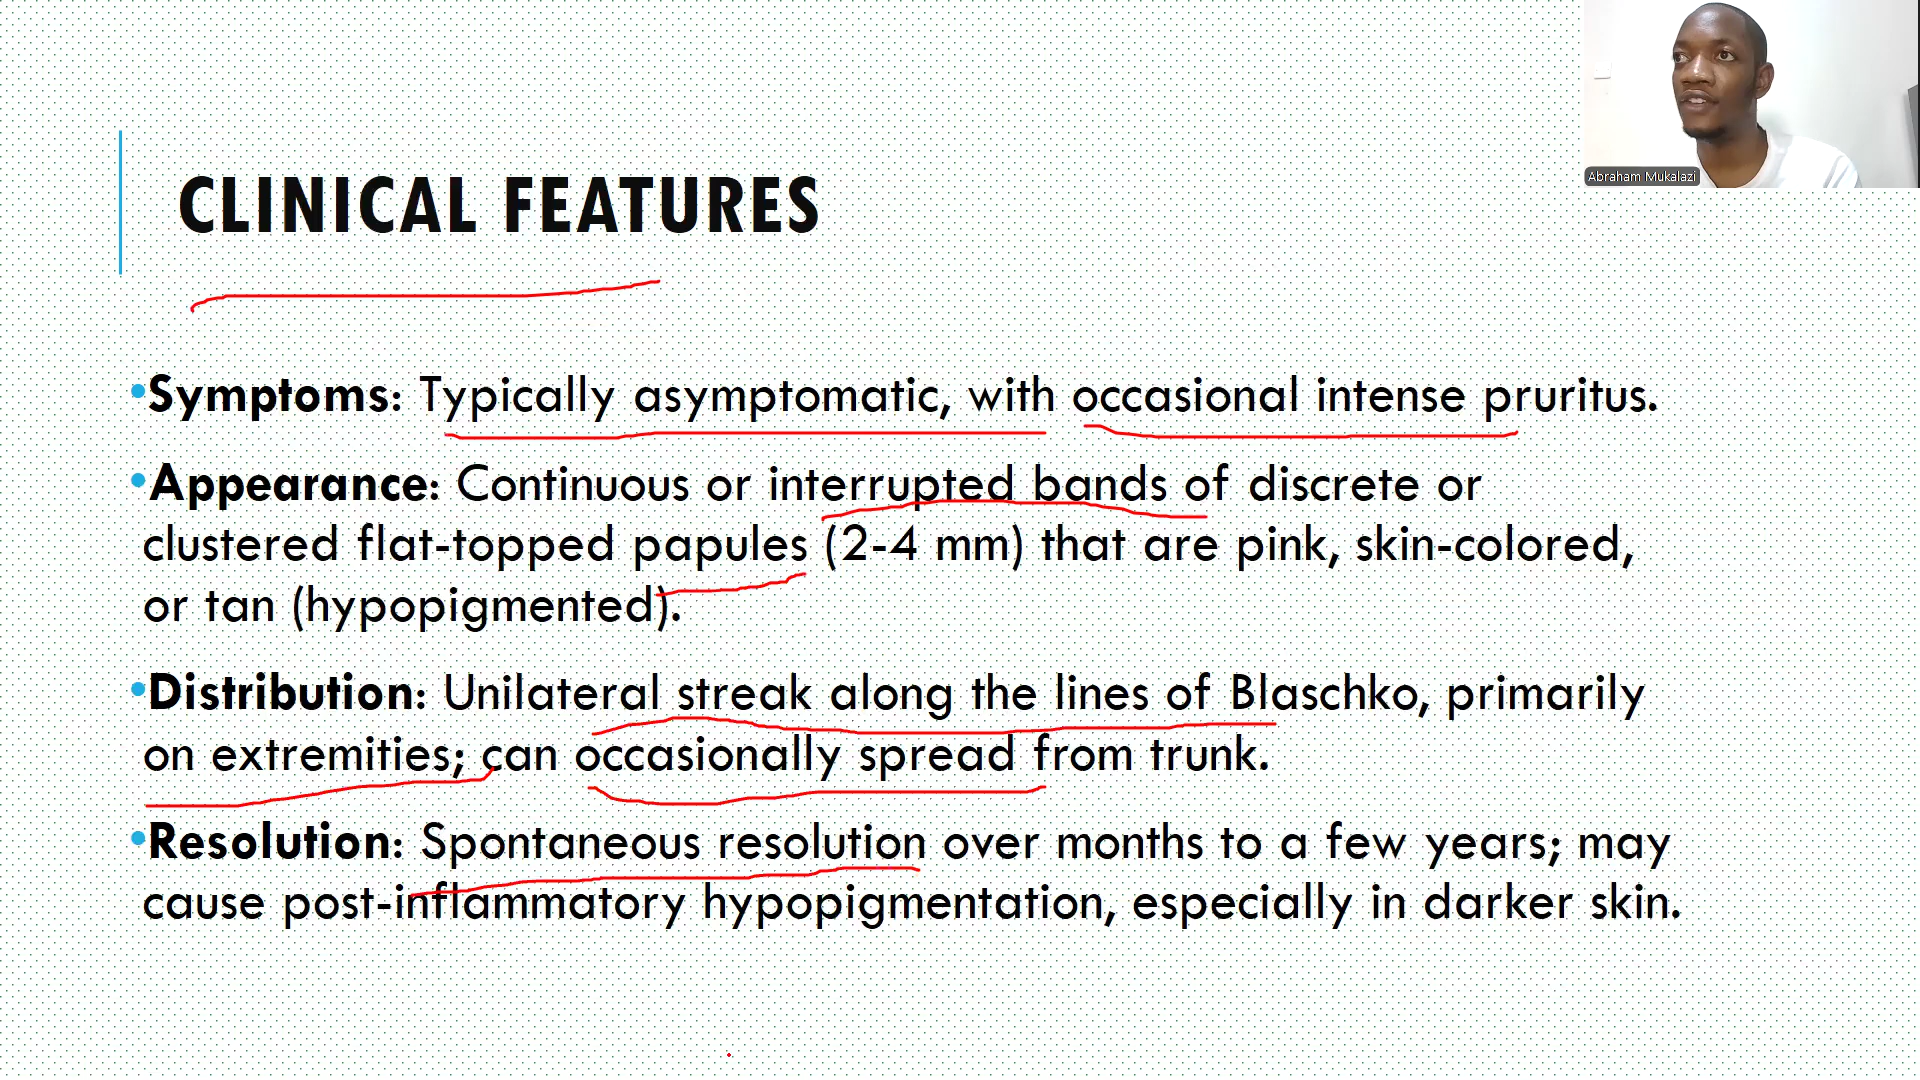 Abraham Mukalazi
CLINICAL FEATURES
•Symptoms: Typically asymptomatic, with occasional intense pruritus.
•Appearance: Continuous or interrupted bands of discrete or
clustered flat-topped papules (2-4 mm) that are pink, skin-colored,
or tan (hypopigmented).
•Distribution: Unilateral streak along the lines of Blaschko, primarily
on extremities; can occasionally spread from trunk.
•Resolution: Spontaneous resolution over months to a few years; may
cause post-inflammatory hypopigmentation, especially in darker skin.